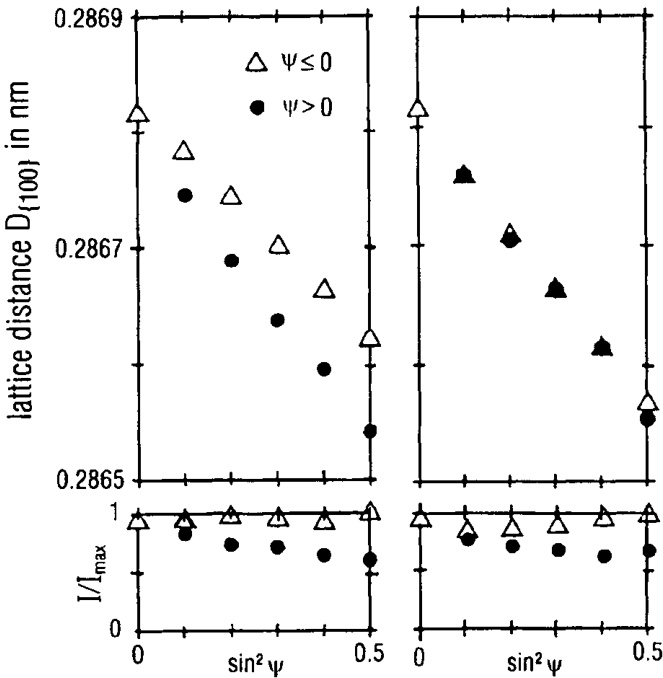 lattice distance D{100} in nm
0.2869
0.2867
0.2865
Ψ≤0
Ψ>0
I/Imax
1
0
0
0.5
sin² ψ
0
0.5
sin² ψ